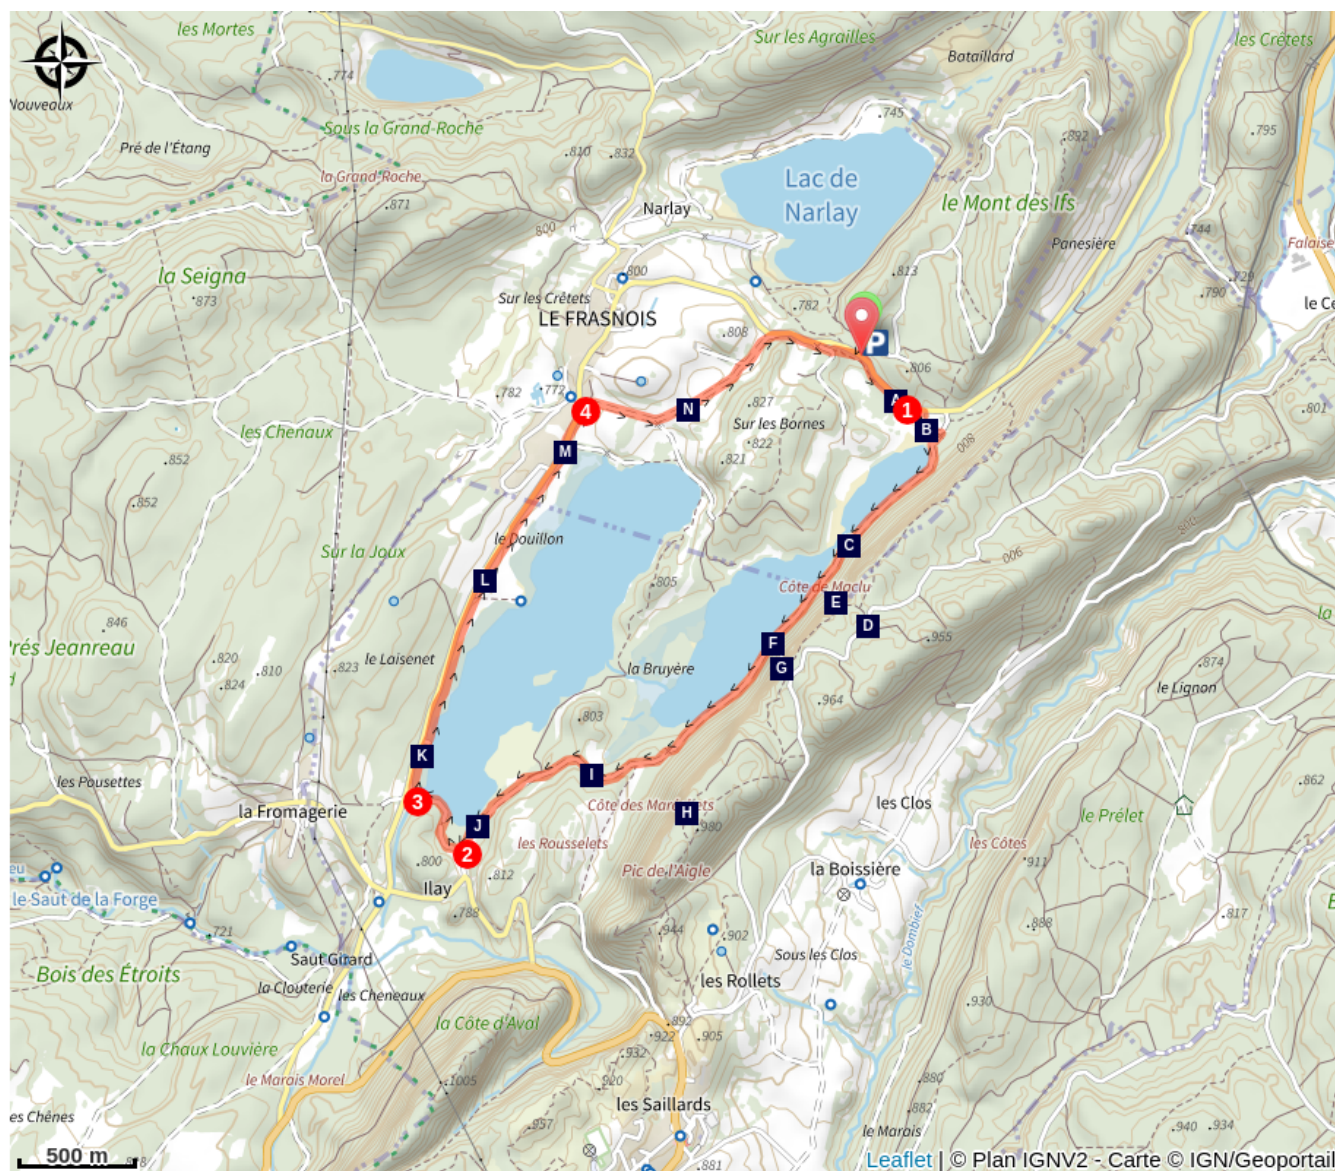 les Mortes
Sur les Agrailles
les Crêtets
Bataillard
.774
.745
Nouveaux
Sous la Grand-Roche
.892
.795
Pré de l'Étang
.810
.832
la Grand-Roche
Lac de
Narlay
.871
Narlay
le Mont des Ifs
800
.744
Panesière
Falaise
la Seigna
800
.813
.729
.790
.873
Sur les Crêtets
.782
le Ce
LE FRASNOIS
.808
P
.806
.782
.772
A
1
4
N
.827
.801
les Chenaux
Sur les Bornes
B
.822
008
M
.852
.821
.852
le Douillon
800
Sur la Joux
C
006
L
.805
Côte de Maclu
E
.846
D
Prés Jeanreau
.955
F
.820
.810
.823
le Laisenet
la Bruyère
G
.874
.824
le Lignon
.964
.803
K
I
les Pousettes
.862
3
la Fromagerie
Côte des Marionnets
les Clos
H
.980
le Prélet
J
les Rousselets
les Côtes
2
.800
.911
.812
Pic de l'Aigle
la Boissière
Ilay
le Saut de la Forge
.788
.817
.721
.944
.902
.888
Saut Girard
Sous les Clos
le Dombief
Bois des Étroits
les Rollets
la Clouterie
les Cheneaux
.930
la Côte d'Aval
.892
.922
.905
la Chaux Louvière
.932
le Marais Morel
.1005
.920
.880
les Saillards
.882
es Chênes
.957
.940
.934
le Marais
500 m
.881
Leaflet | © Plan IGNV2 - Carte © IGN/Geoportail